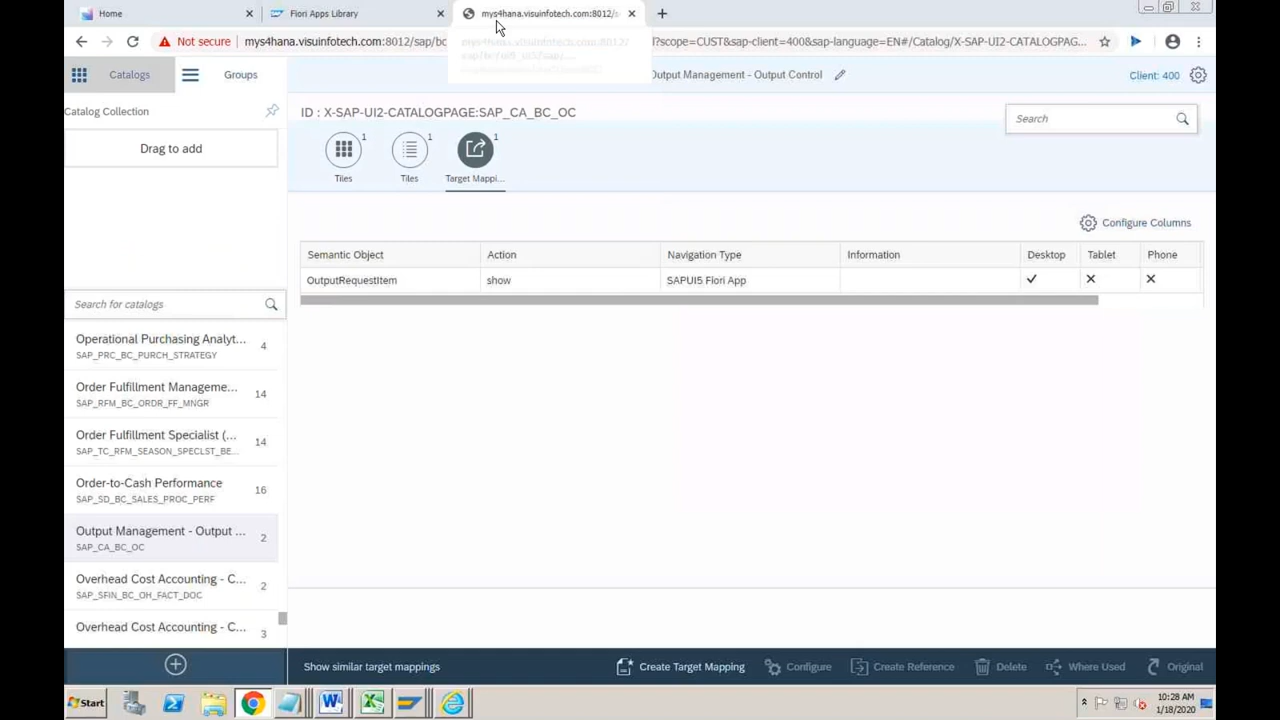 Home
Fiori Apps Library
mys4hana.visuinfotech.com:8012/s
Not secure
mys4hana.visuinfotech.com:8012/sap/bc
l?scope=CUST&sap-client=400&sap-language=EN#/Catalog/X-SAP-UI2-CATALOGPAG...
Catalogs
Groups
Output Management - Output Control
Client: 400
Catalog Collection
ID : X-SAP-UI2-CATALOGPAGE:SAP_CA_BC_OC
Search
Drag to add
1
Tiles
1
Tiles
1
Target Mappi...
Configure Columns
Semantic Object Action Navigation Type Information Desktop Tablet Phone
OutputRequestItem show SAPUI5 Fiori App
Search for catalogs
Operational Purchasing Analyt... 4
SAP_PRC_BC_PURCH_STRATEGY
Order Fulfillment Manageme... 14
SAP_RFM_BC_ORDR_FF_MNGR
Order Fulfillment Specialist (... 14
SAP_TC_RFM_SEASON_SPECLST_BE...
Order-to-Cash Performance 16
SAP_SD_BC_SALES_PROC_PERF
Output Management - Output ... 2
SAP_CA_BC_OC
Overhead Cost Accounting - C... 2
SAP_SFIN_BC_OH_FACT_DOC
Overhead Cost Accounting - C... 3
Show similar target mappings
Create Target Mapping
Configure
Create Reference
Delete
Where Used
Original
Start
10:28 AM
1/18/2020